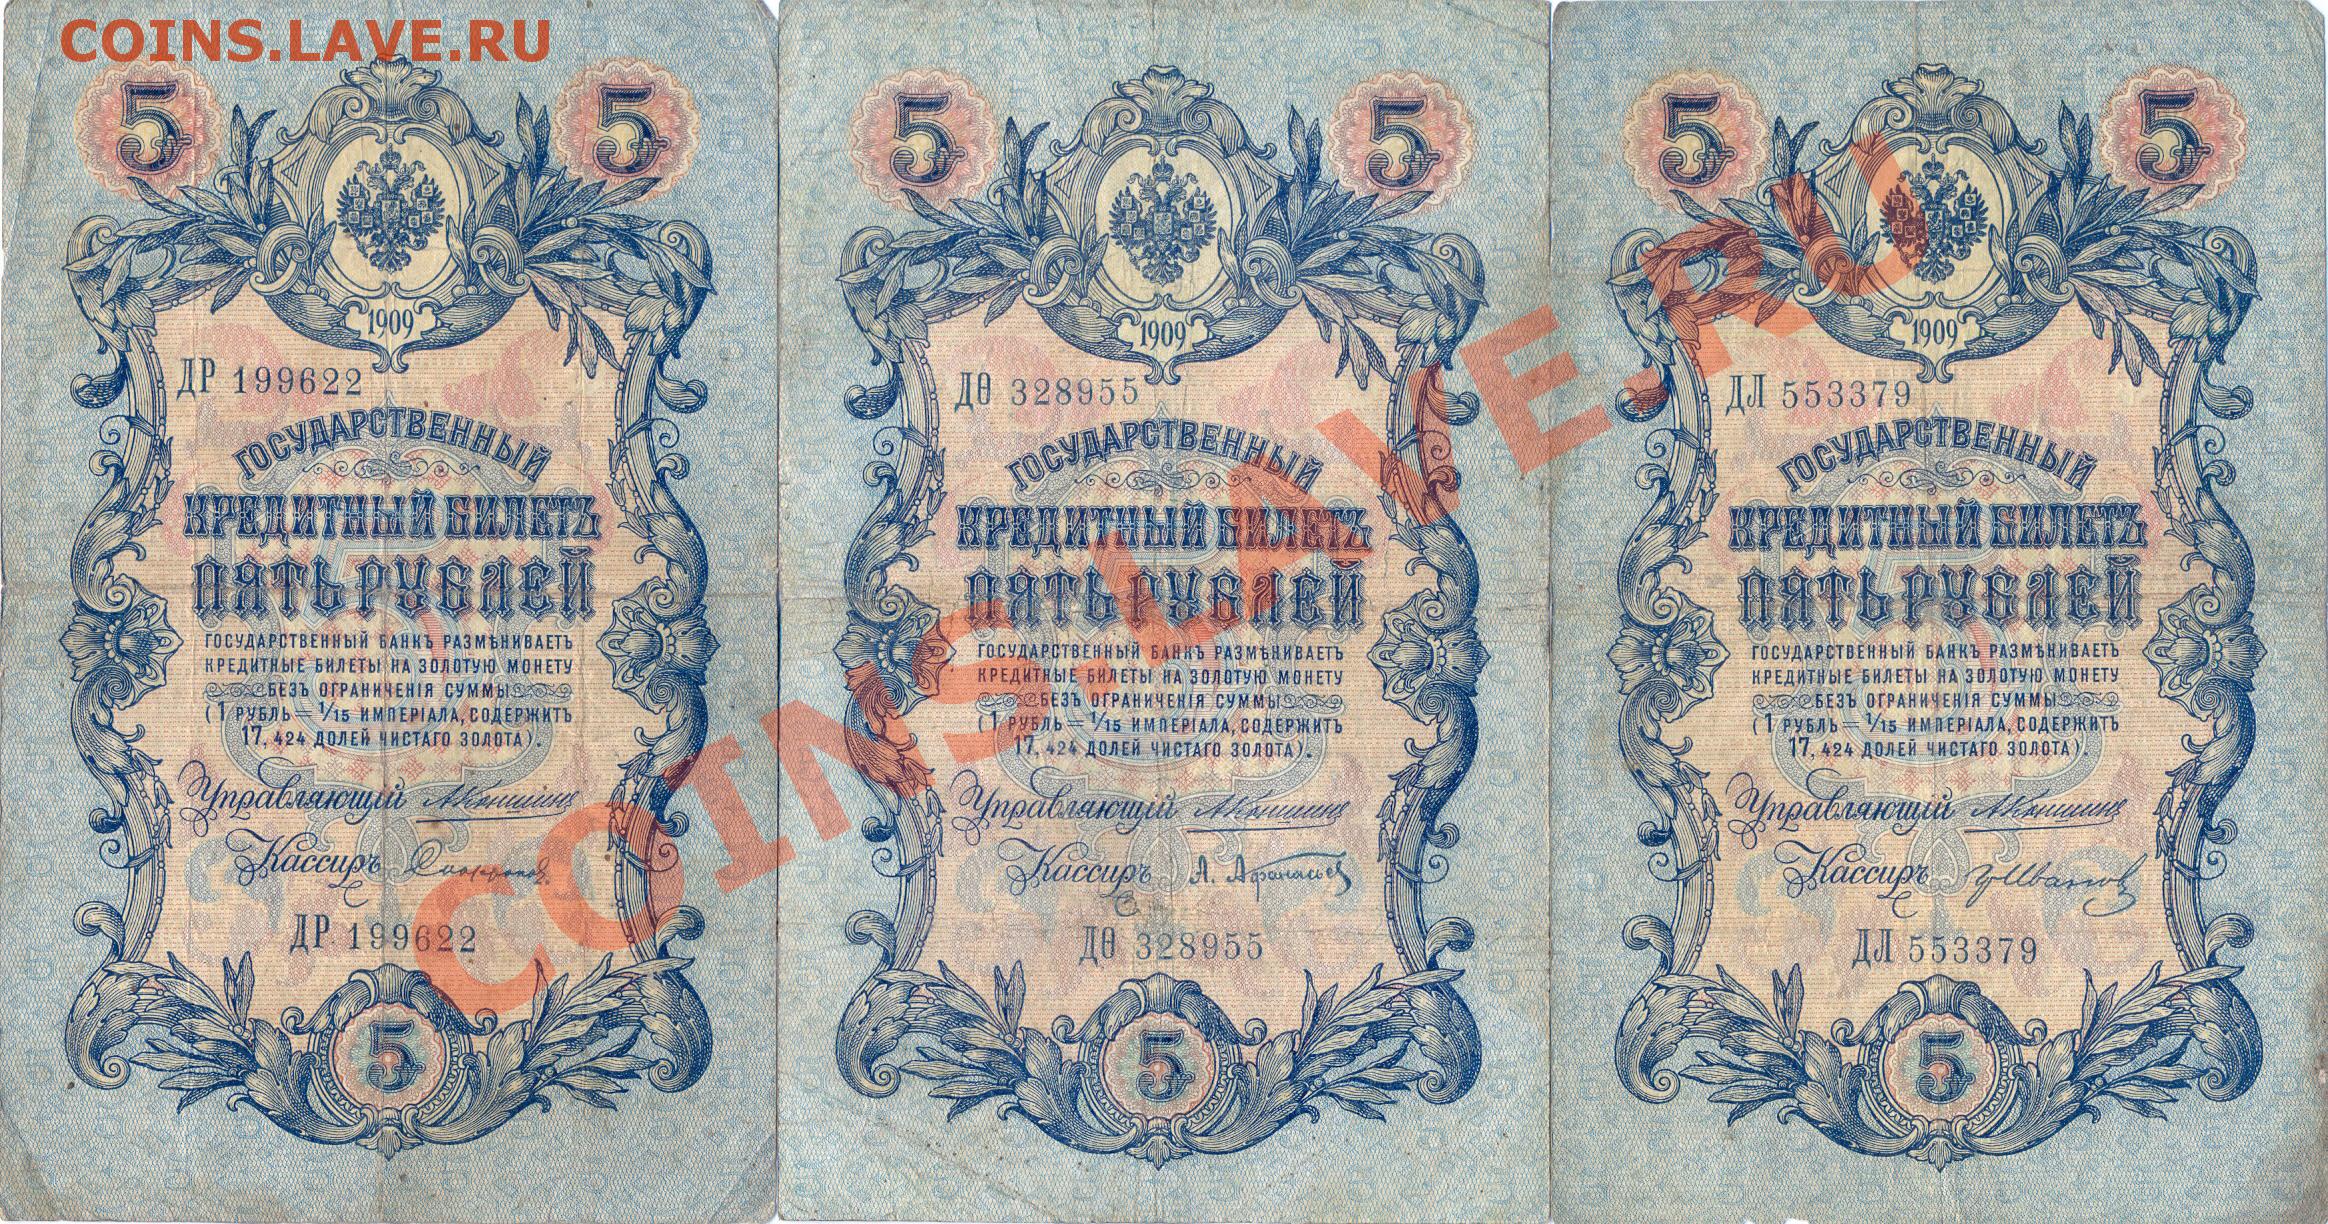 COINS.LAVE.RU
5 5
1909
ДР 199622
ГОСУДАРСТВЕННЫЙ
КРЕДИТНЫЙ БИЛЕТЪ
ПЯТЬ РУБЛЕЙ
ГОСУДАРСТВЕННЫЙ БАНКЪ РАЗМѢНИВАЕТЪ
КРЕДИТНЫЕ БИЛЕТЫ НА ЗОЛОТУЮ МОНЕТУ
БЕЗЪ ОГРАНИЧЕНІЯ СУММЫ
(1 РУБЛЬ = 1/15 ИМПЕРІАЛА, СОДЕРЖИТЪ
17,424 ДОЛЕЙ ЧИСТАГО ЗОЛОТА).
Управляющій АКоншинъ
Кассиръ
ДР 199622
5
5 5
1909
ДѲ 328955
ГОСУДАРСТВЕННЫЙ
КРЕДИТНЫЙ БИЛЕТЪ
ПЯТЬ РУБЛЕЙ
ГОСУДАРСТВЕННЫЙ БАНКЪ РАЗМѢНИВАЕТЪ
КРЕДИТНЫЕ БИЛЕТЫ НА ЗОЛОТУЮ МОНЕТУ
БЕЗЪ ОГРАНИЧЕНІЯ СУММЫ
(1 РУБЛЬ = 1/15 ИМПЕРІАЛА, СОДЕРЖИТЪ
17,424 ДОЛЕЙ ЧИСТАГО ЗОЛОТА).
Управляющій АКоншинъ
Кассиръ А. Афанасьев
ДѲ 328955
5
5 5
1909
ДЛ 553379
ГОСУДАРСТВЕННЫЙ
КРЕДИТНЫЙ БИЛЕТЪ
ПЯТЬ РУБЛЕЙ
ГОСУДАРСТВЕННЫЙ БАНКЪ РАЗМѢНИВАЕТЪ
КРЕДИТНЫЕ БИЛЕТЫ НА ЗОЛОТУЮ МОНЕТУ
БЕЗЪ ОГРАНИЧЕНІЯ СУММЫ
(1 РУБЛЬ = 1/15 ИМПЕРІАЛА, СОДЕРЖИТЪ
17,424 ДОЛЕЙ ЧИСТАГО ЗОЛОТА).
Управляющій АКоншинъ
Кассиръ
ДЛ 553379
5
COINS.LAVE.RU